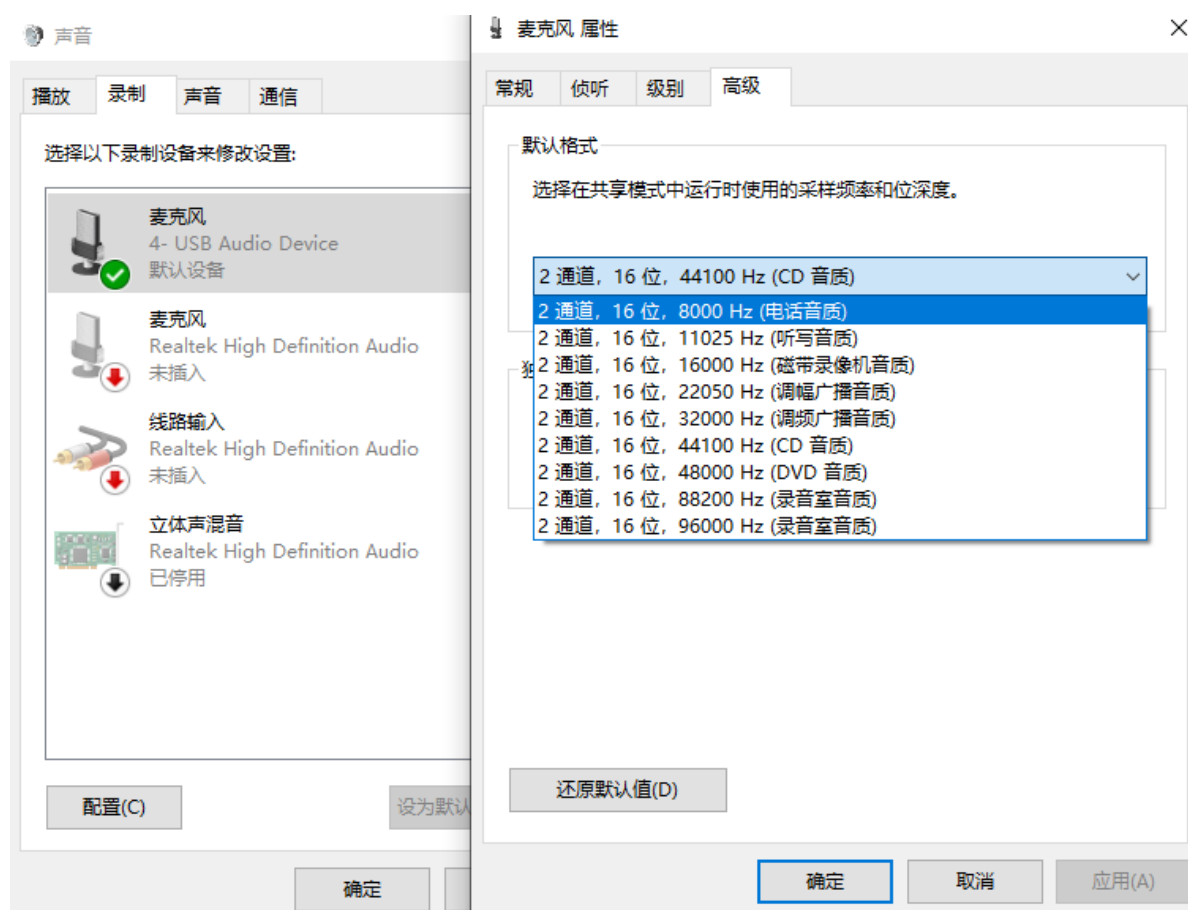 声音
播放 录制 声音 通信
选择以下录制设备来修改设置:
麦克风
4- USB Audio Device
默认设备
麦克风
Realtek High Definition Audio
未插入
线路输入
Realtek High Definition Audio
未插入
立体声混音
Realtek High Definition Audio
已停用
配置(C)
设为默认
确定
麦克风 属性
常规 侦听 级别 高级
默认格式
选择在共享模式中运行时使用的采样频率和位深度。
2 通道，16 位，44100 Hz (CD 音质)
2 通道，16 位，8000 Hz (电话音质)
2 通道，16 位，11025 Hz (听写音质)
2 通道，16 位，16000 Hz (磁带录像机音质)
2 通道，16 位，22050 Hz (调幅广播音质)
2 通道，16 位，32000 Hz (调频广播音质)
2 通道，16 位，44100 Hz (CD 音质)
2 通道，16 位，48000 Hz (DVD 音质)
2 通道，16 位，88200 Hz (录音室音质)
2 通道，16 位，96000 Hz (录音室音质)
还原默认值(D)
确定 取消 应用(A)